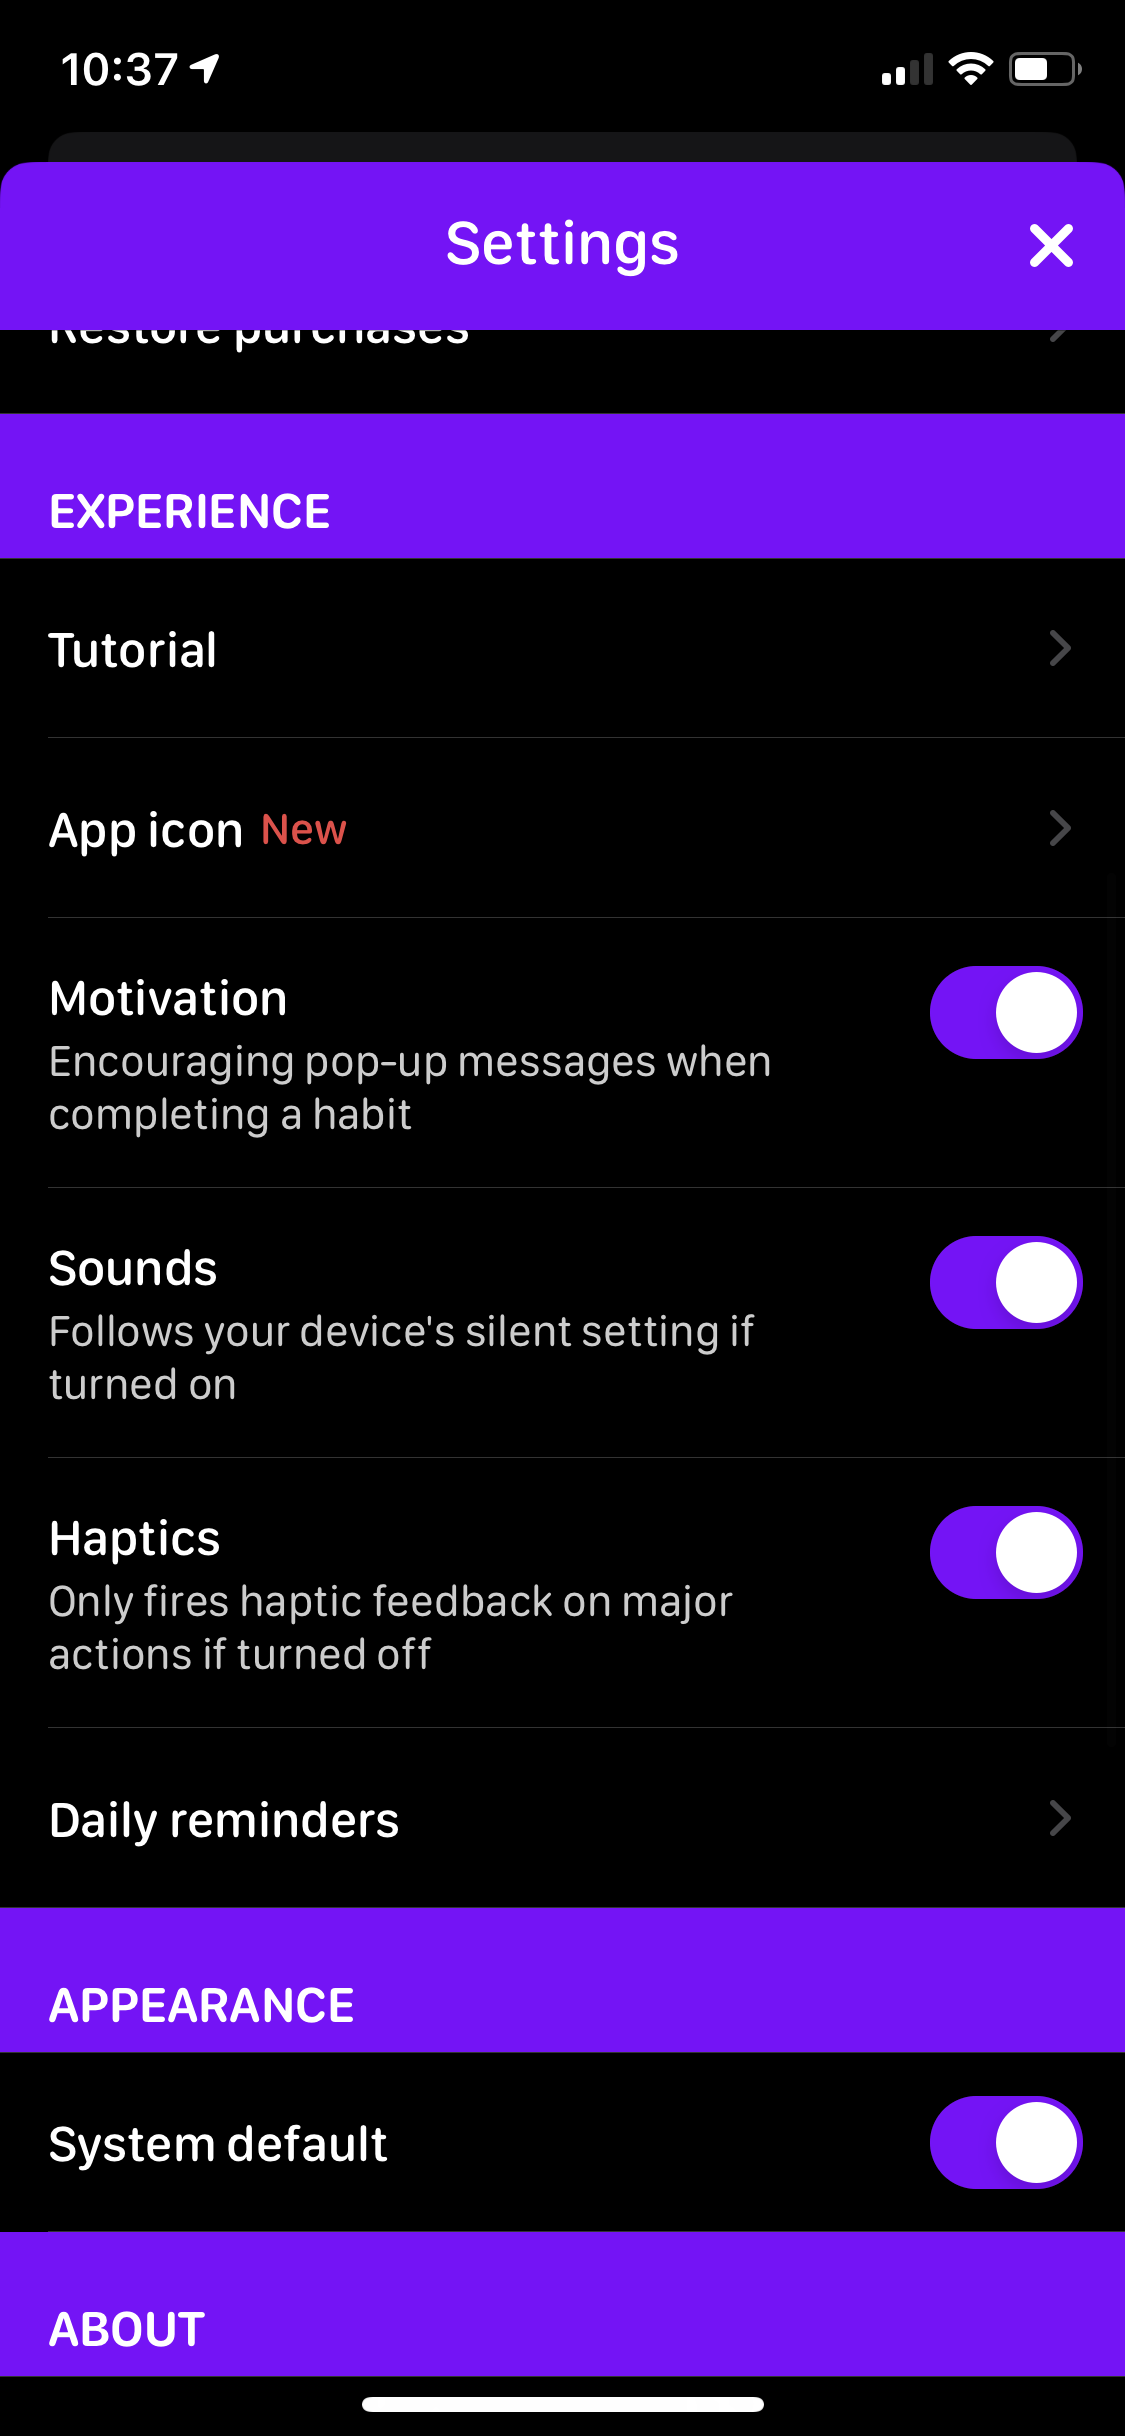 10:37
Settings
Restore purchases
EXPERIENCE
Tutorial
App icon New
Motivation
Encouraging pop-up messages when
completing a habit
Sounds
Follows your device's silent setting if
turned on
Haptics
Only fires haptic feedback on major
actions if turned off
Daily reminders
APPEARANCE
System default
ABOUT